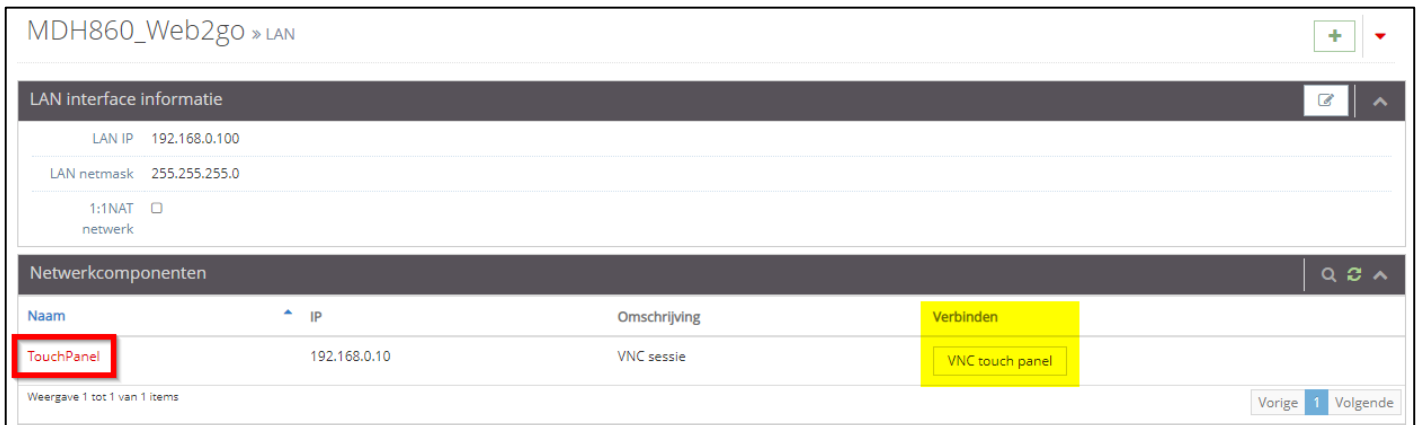 MDH860_Web2go » LAN
LAN interface informatie
LAN IP 192.168.0.100
LAN netmask 255.255.255.0
1:1NAT
netwerk
Netwerkcomponenten
Naam IP Omschrijving Verbinden
TouchPanel 192.168.0.10 VNC sessie VNC touch panel
Weergave 1 tot 1 van 1 items
Vorige 1 Volgende